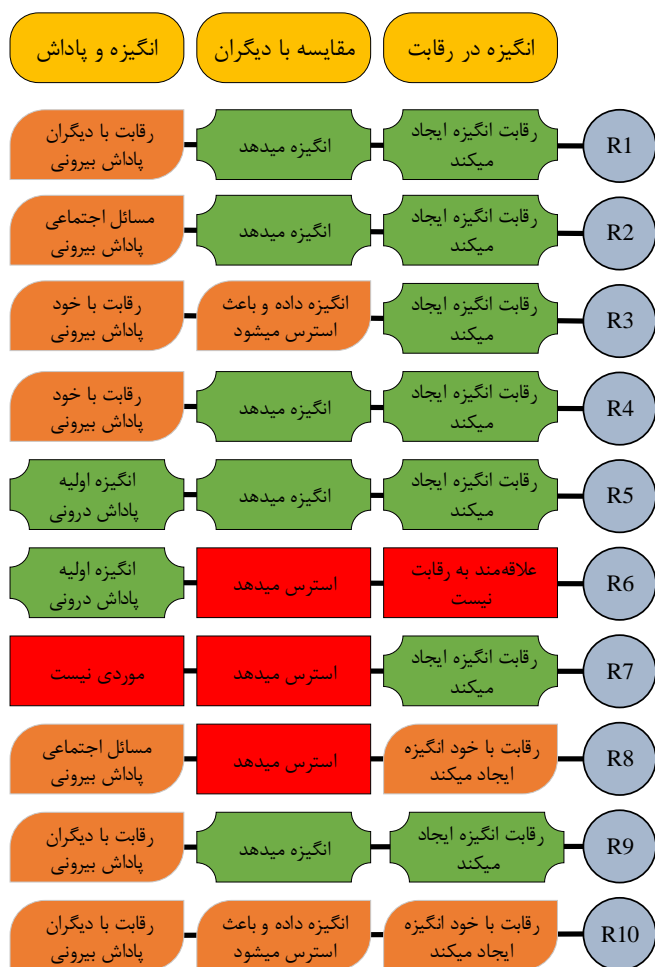 انگیزه در رقابت
مقایسه با دیگران
انگیزه و پاداش
R1
رقابت انگیزه ایجاد
میکند
انگیزه میدهد
رقابت با دیگران
پاداش بیرونی
R2
رقابت انگیزه ایجاد
میکند
انگیزه میدهد
مسائل اجتماعی
پاداش بیرونی
R3
رقابت انگیزه ایجاد
میکند
انگیزه داده و باعث
استرس میشود
رقابت با خود
پاداش بیرونی
R4
رقابت انگیزه ایجاد
میکند
انگیزه میدهد
رقابت با خود
پاداش بیرونی
R5
رقابت انگیزه ایجاد
میکند
انگیزه میدهد
انگیزه اولیه
پاداش درونی
R6
علاقه‌مند به رقابت
نیست
استرس میدهد
انگیزه اولیه
پاداش درونی
R7
رقابت انگیزه ایجاد
میکند
استرس میدهد
موردی نیست
R8
رقابت با خود انگیزه
ایجاد میکند
استرس میدهد
مسائل اجتماعی
پاداش بیرونی
R9
رقابت انگیزه ایجاد
میکند
انگیزه میدهد
رقابت با دیگران
پاداش بیرونی
R10
رقابت با خود انگیزه
ایجاد میکند
انگیزه داده و باعث
استرس میشود
رقابت با دیگران
پاداش بیرونی